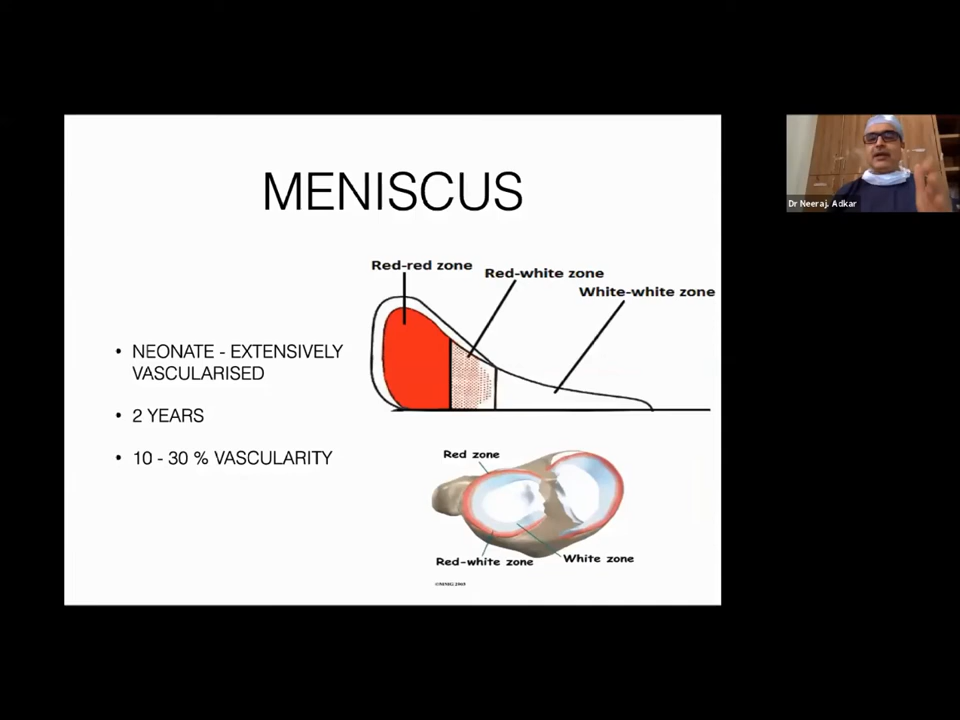 MENISCUS
Red-red zone
Red-white zone
White-white zone
• NEONATE - EXTENSIVELY
VASCULARISED
• 2 YEARS
• 10 - 30 % VASCULARITY
Red zone
Red-white zone
White zone
Dr Neeraj. Adkar